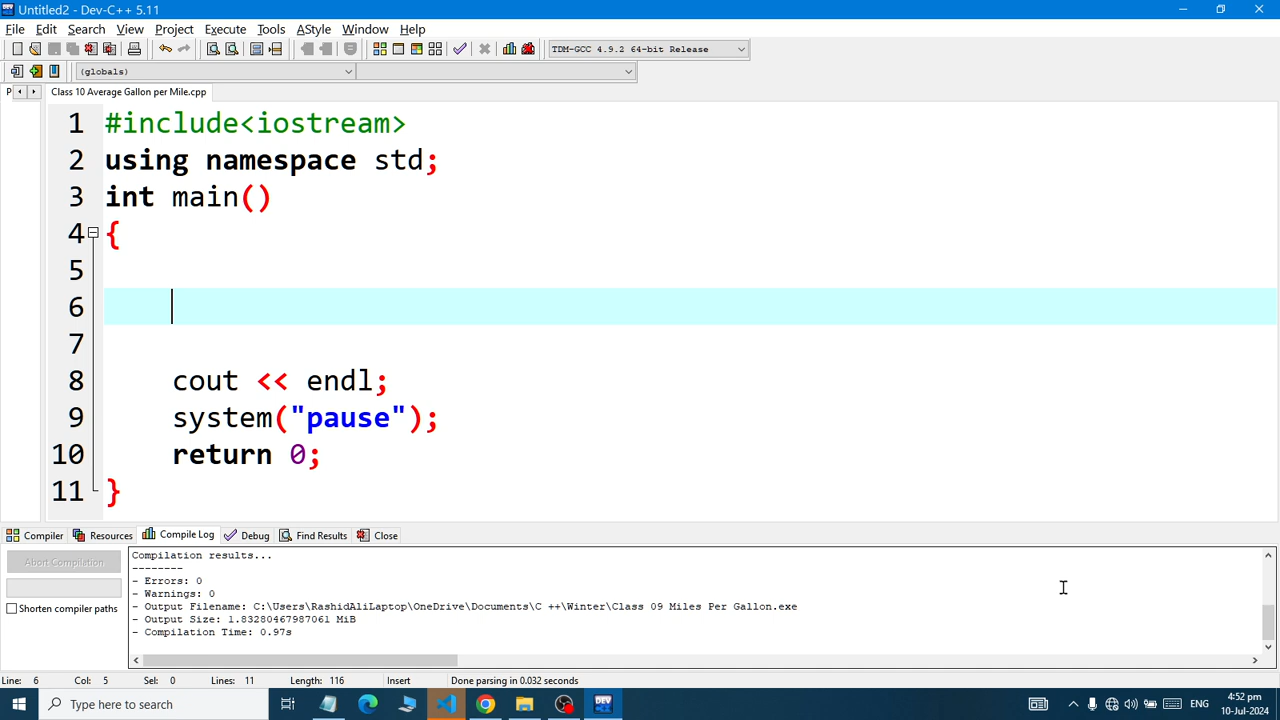 Untitled2 - Dev-C++ 5.11
File Edit Search View Project Execute Tools AStyle Window Help
TDM-GCC 4.9.2 64-bit Release
(globals)
P
Class 10 Average Gallon per Mile.cpp
1 #include<iostream>
2 using namespace std;
3 int main()
4 {
5
6
7
8 cout << endl;
9 system("pause");
10 return 0;
11 }
Compiler Resources Compile Log Debug Find Results Close
Abort Compilation
Shorten compiler paths
Compilation results...
--------
- Errors: 0
- Warnings: 0
- Output Filename: C:\Users\RashidAliLaptop\OneDrive\Documents\C ++\Winter\Class 09 Miles Per Gallon.exe
- Output Size: 1.83280467987061 MiB
- Compilation Time: 0.97s
Line: 6 Col: 5 Sel: 0 Lines: 11 Length: 116 Insert Done parsing in 0.032 seconds
Type here to search
DEV
ENG
4:52 pm
10-Jul-2024